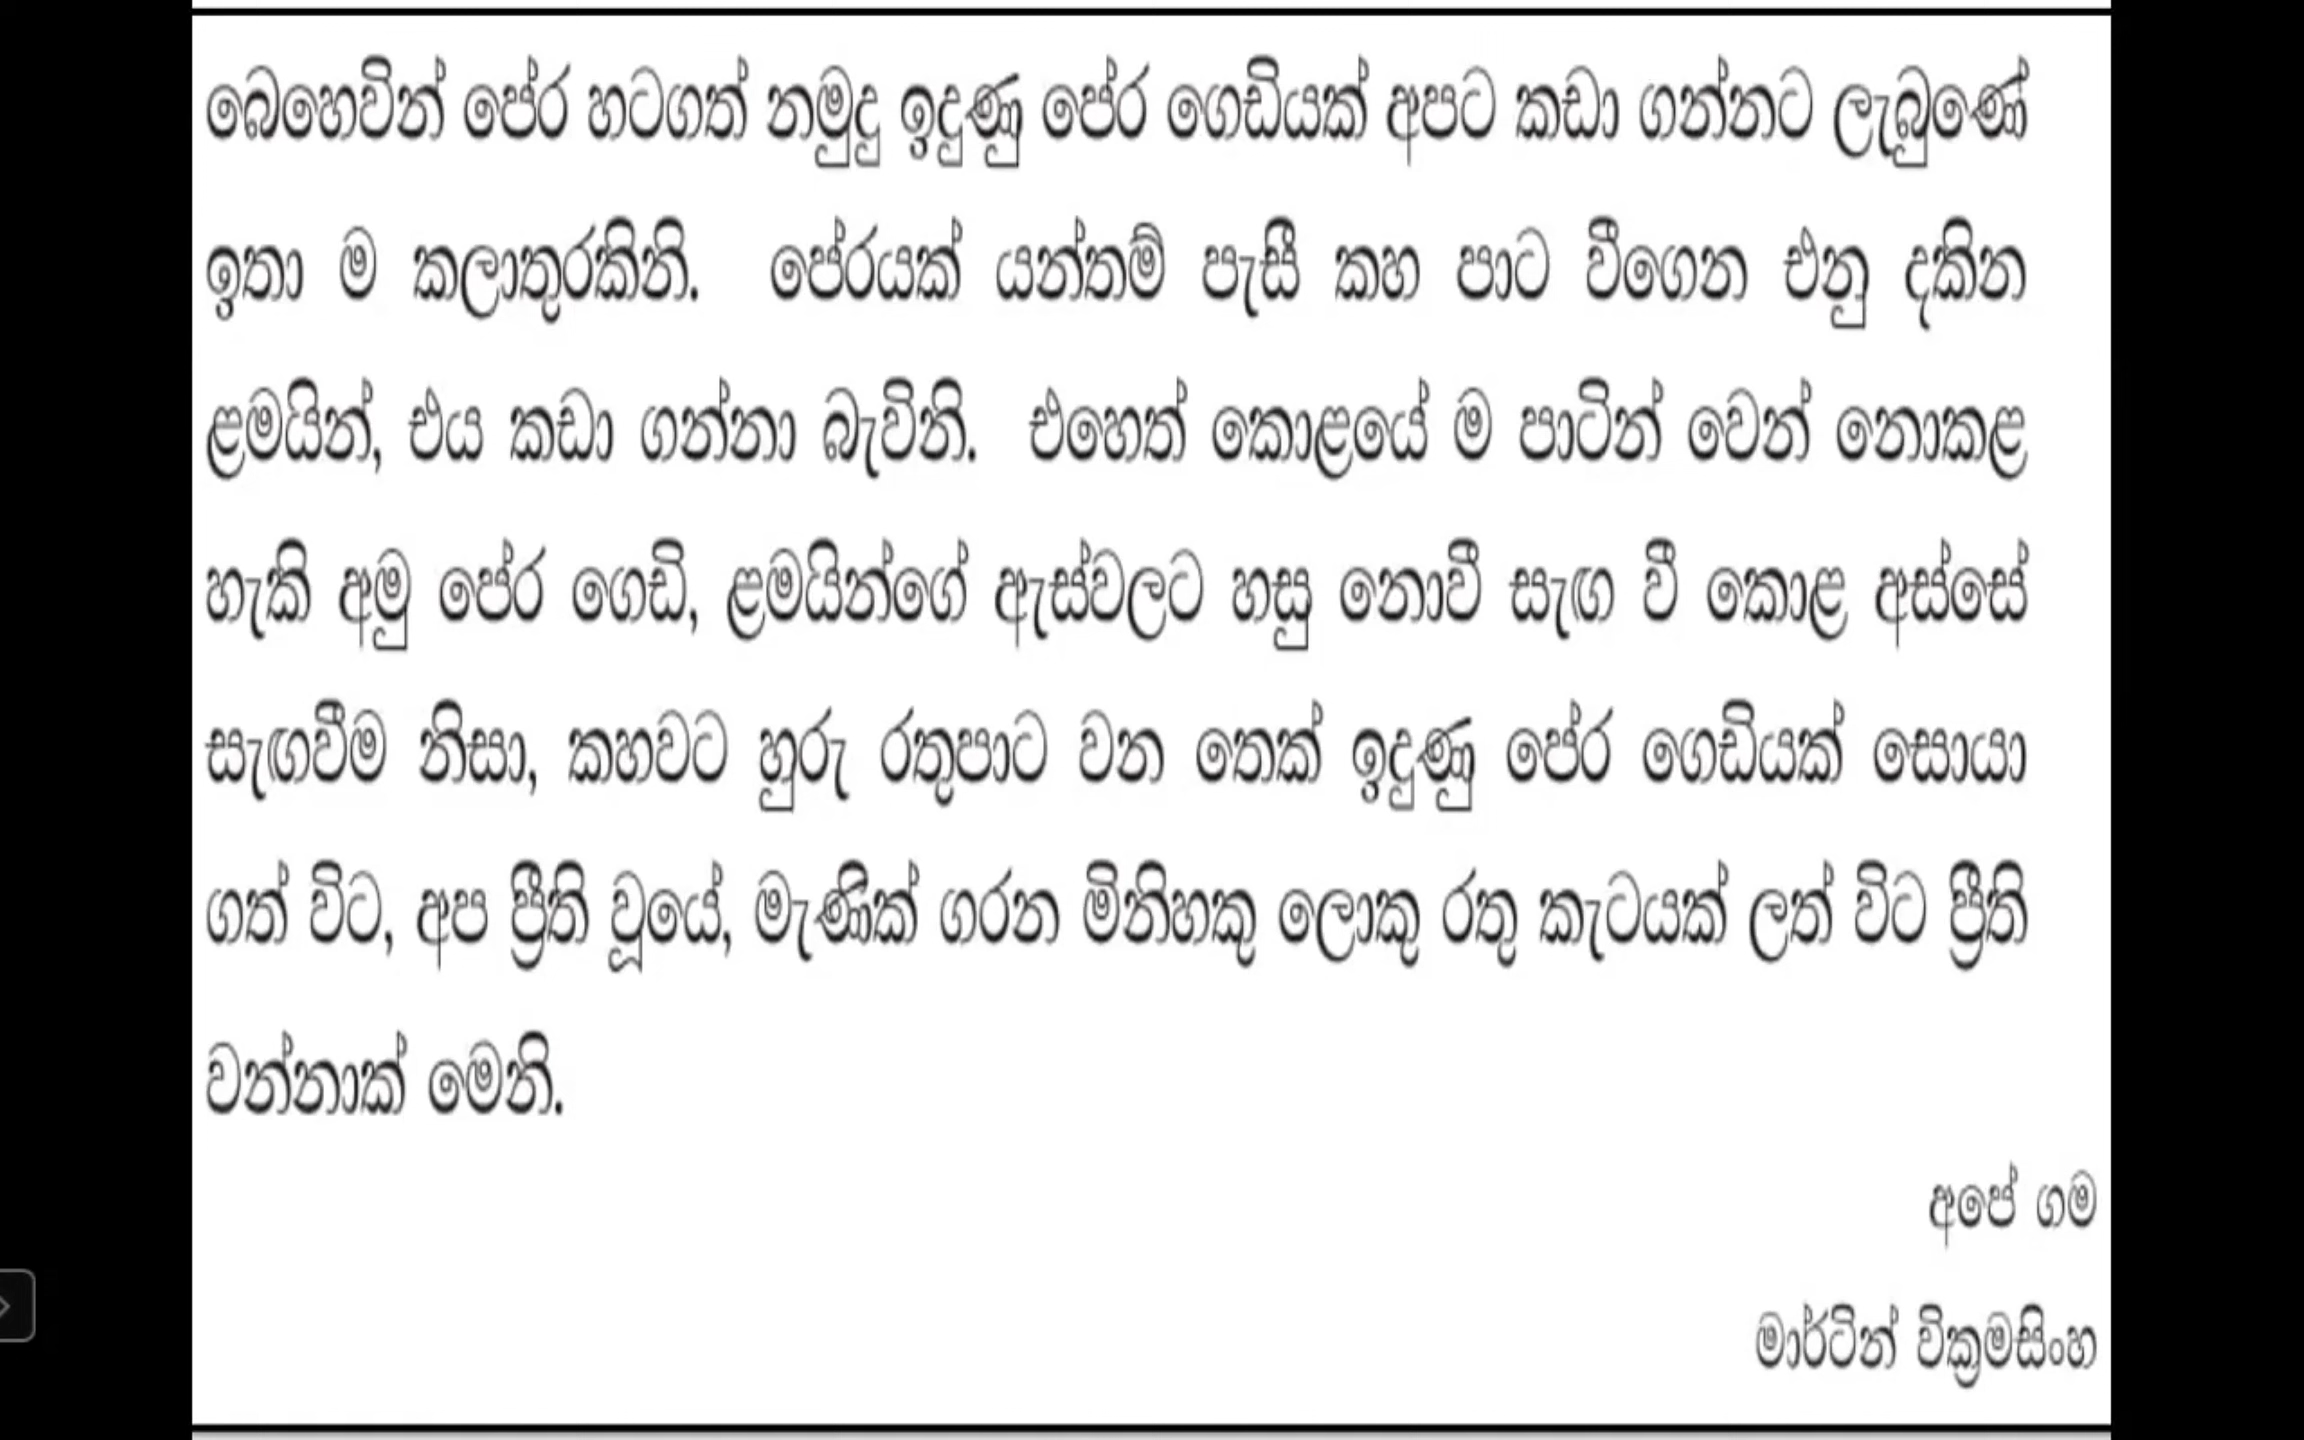 බෙහෙවින් පේර හටගත් නමුදු ඉදුණු පේර ගෙඩියක් අපට කඩා ගන්නට ලැබුණේ
ඉතා ම කලාතුරකිනි. පේරයක් යන්තම් පැසී කහ පාට වීගෙන එනු දකින
ළමයින්, එය කඩා ගන්නා බැවිනි. එහෙත් කොළයේ ම පාටින් වෙන් නොකළ
හැකි අමු පේර ගෙඩි, ළමයින්ගේ ඇස්වලට හසු නොවී සැඟ වී කොළ අස්සේ
සැඟවීම නිසා, කහවට හුරු රතුපාට වන තෙක් ඉදුණු පේර ගෙඩියක් සොයා
ගත් විට, අප ප්‍රීති වූයේ, මැණික් ගරන මිනිහකු ලොකු රතු කැටයක් ලත් විට ප්‍රීති
වන්නාක් මෙනි.
අපේ ගම
මාර්ටින් වික්‍රමසිංහ